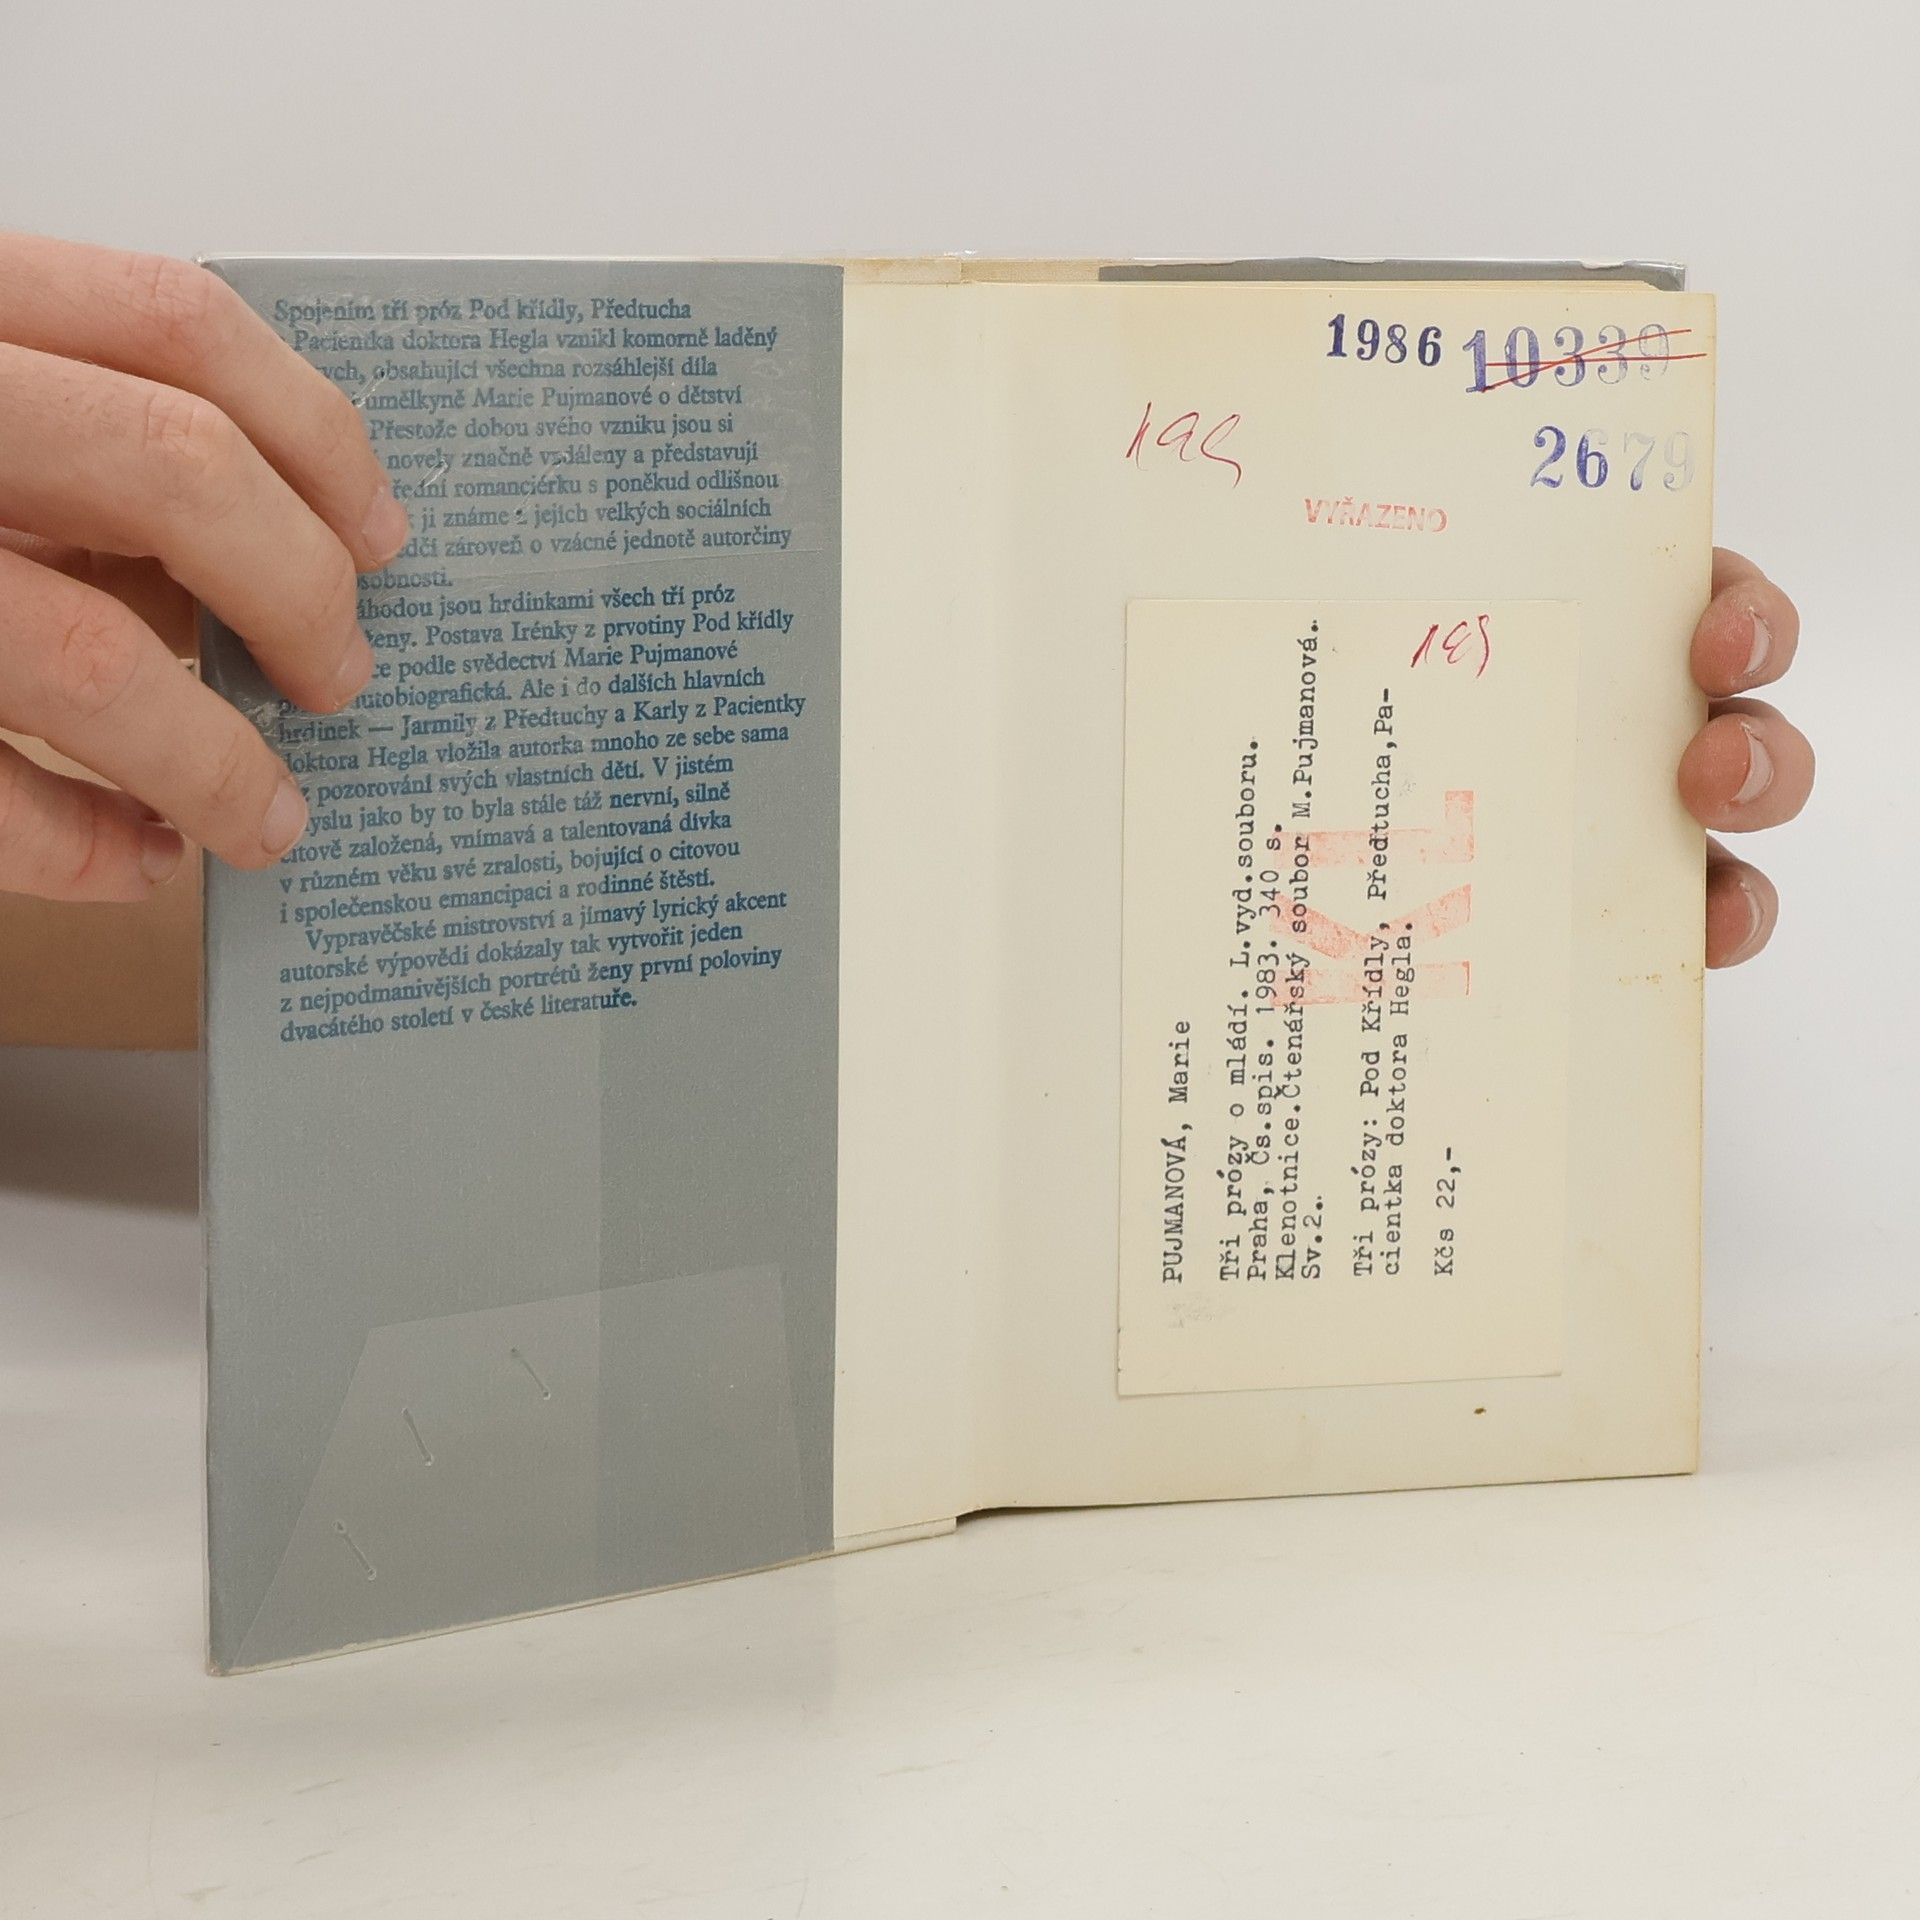 Spojením tří próz Pod křídly, Předtucha
Pacientka doktora Hegla vznikl komorně laděný
obsahující všechna rozsáhlejší díla
umělkyně Marie Pujmanové o dětství
Přestože dobou svého vzniku jsou si
novely značně vzdáleny a představují
romanciérku s poněkud odlišnou
ji známe z jejich velkých sociálních
zároveň o vzácné jednotě autorčiny
jsou hrdinkami všech tří próz
ženy. Postava Irénky z prvotiny Pod křídly
podle svědectví Marie Pujmanové
autobiografická. Ale i do dalších hlavních
hrdinek — Jarmily z Předtuchy a Karly z Pacientky
doktora Hegla vložila autorka mnoho ze sebe sama
z pozorování svých vlastních dětí. V jistém
jako by to byla stále táž nervní, silně
citově založená, vnímavá a talentovaná dívka
v různém věku své zralosti, bojující o citovou
i společenskou emancipaci a rodinné štěstí.
Vypravěčské mistrovství a jímavý lyrický akcent
autorské výpovědi dokázaly tak vytvořit jeden
z nejpodmanivějších portrétů ženy první poloviny
dvacátého století v české literatuře.
1986 10339
2679
VYŘAZENO
PUJMANOVÁ, Marie
Tři prózy o mládí. L.vyd.souboru.
Praha, Čs.spis. 1983. 340 s.
Klenotnice.Čtenářský soubor M.Pujmanová.
Sv.2.
Tři prózy: Pod Křídly, Předtucha,Pa-
cientka doktora Hegla.
Kčs 22,-